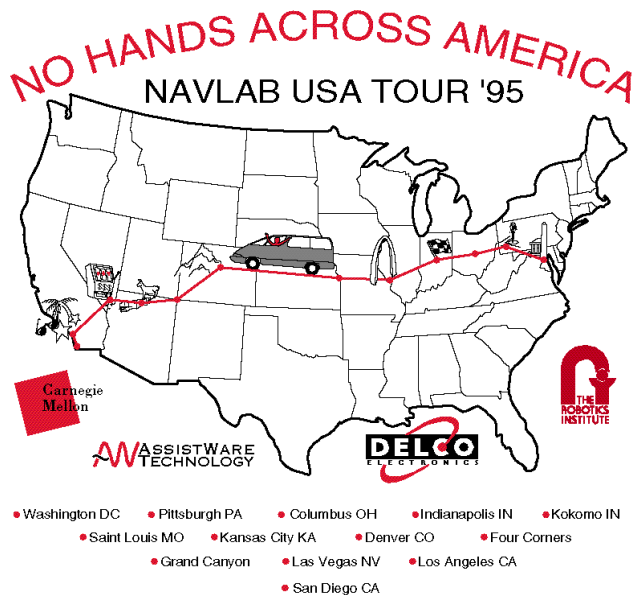 NO HANDS ACROSS AMERICA
NAVLAB USA TOUR '95
$$$
Carnegie
Mellon
THE
ROBOTICS
INSTITUTE
AW ASSISTWARE
TECHNOLOGY
DELCO
ELECTRONICS
Washington DC Pittsburgh PA Columbus OH Indianapolis IN Kokomo IN
Saint Louis MO Kansas City KA Denver CO Four Corners
Grand Canyon Las Vegas NV Los Angeles CA
San Diego CA